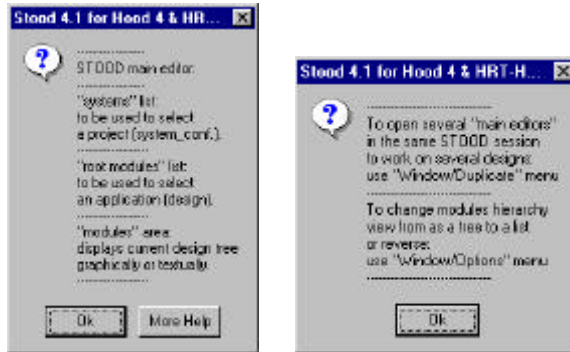 Stood 4.1 for Hood 4 & HR...
---------------
STOOD main editor.
---------------
"systems" list:
to be used to select
a project (system_conf.).
---------------
"root modules" list:
to be used to select
an application (design).
---------------
"modules" area:
displays current design tree
graphically or textually.
---------------
Ok
More Help
Stood 4.1 for Hood 4 & HRT-H...
---------------
To open several "main editors"
in the same STOOD session
to work on several designs:
use "Window/Duplicate" menu
---------------
To change modules hierarchy
view from as a tree to a list
or reverse:
use "Window/Options" menu
---------------
Ok